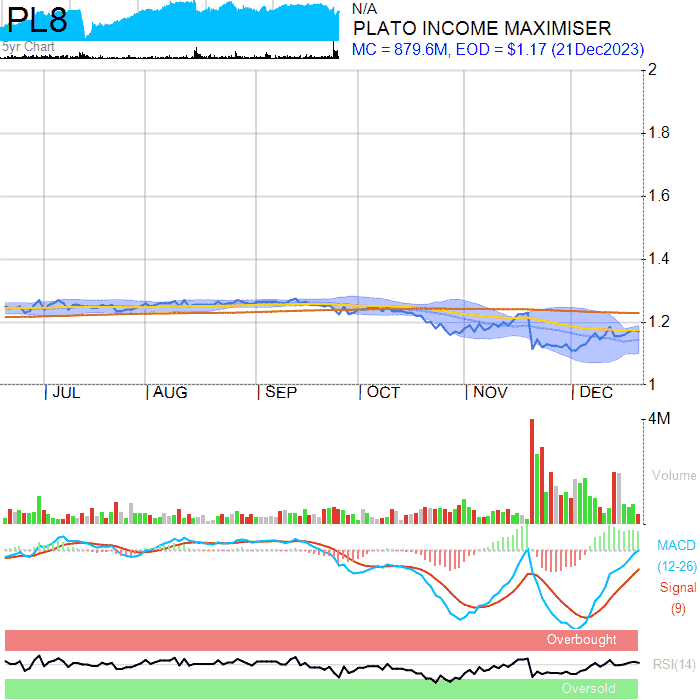 PL8
5yr Chart
N/A
PLATO INCOME MAXIMISER
MC = 879.6M, EOD = $1.17 (21Dec2023)
2
1.8
1.6
1.4
1.2
1
JUL AUG SEP OCT NOV DEC
4M
Volume
MACD
(12-26)
Signal
(9)
Overbought
RSI(14)
Oversold